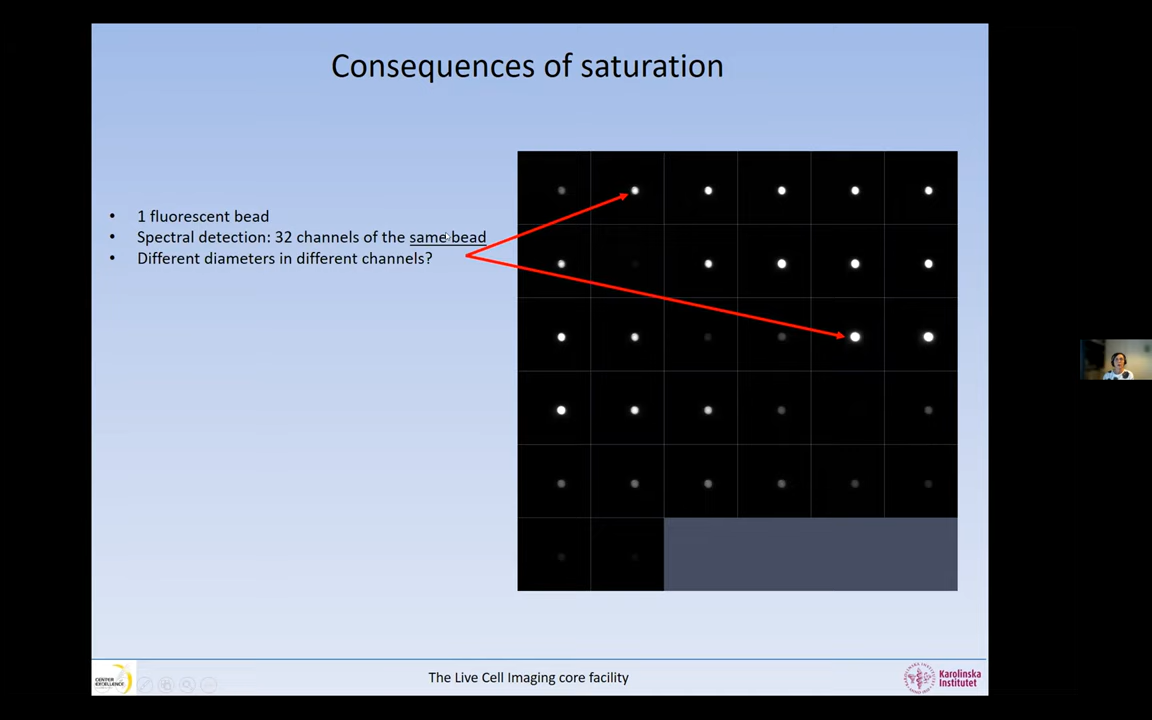 Consequences of saturation
• 1 fluorescent bead
• Spectral detection: 32 channels of the same bead
• Different diameters in different channels?
The Live Cell Imaging core facility
CENTER
EXCELLENCE
Karolinska
Institutet